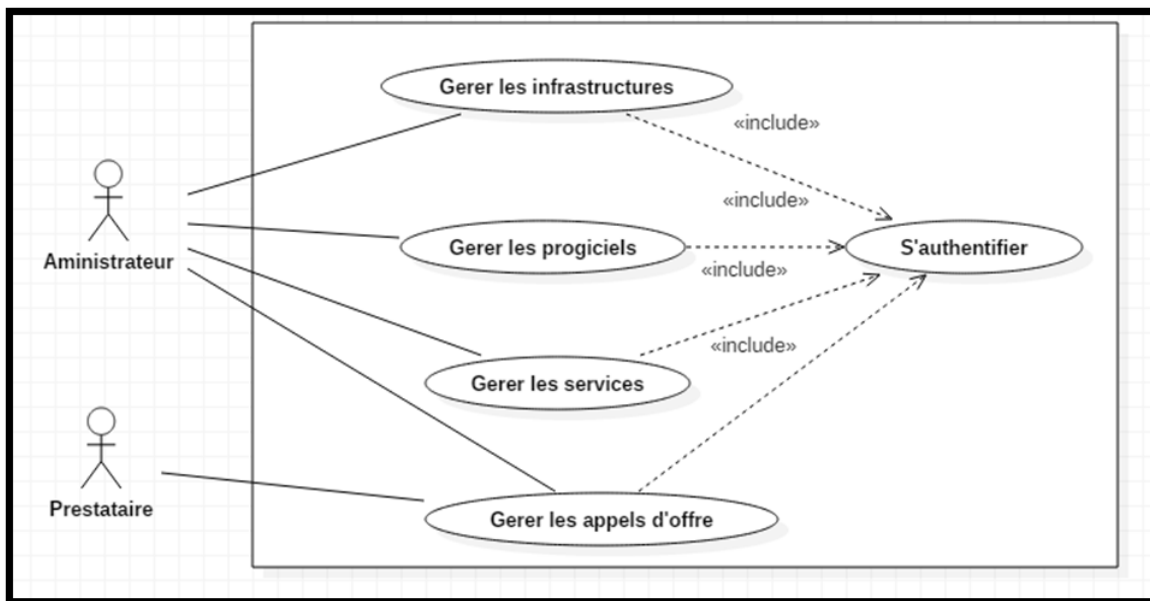 Gerer les infrastructures
«include»
«include»
Gerer les progiciels
S'authentifier
Aministrateur
«include»
«include»
Gerer les services
Prestataire
Gerer les appels d'offre